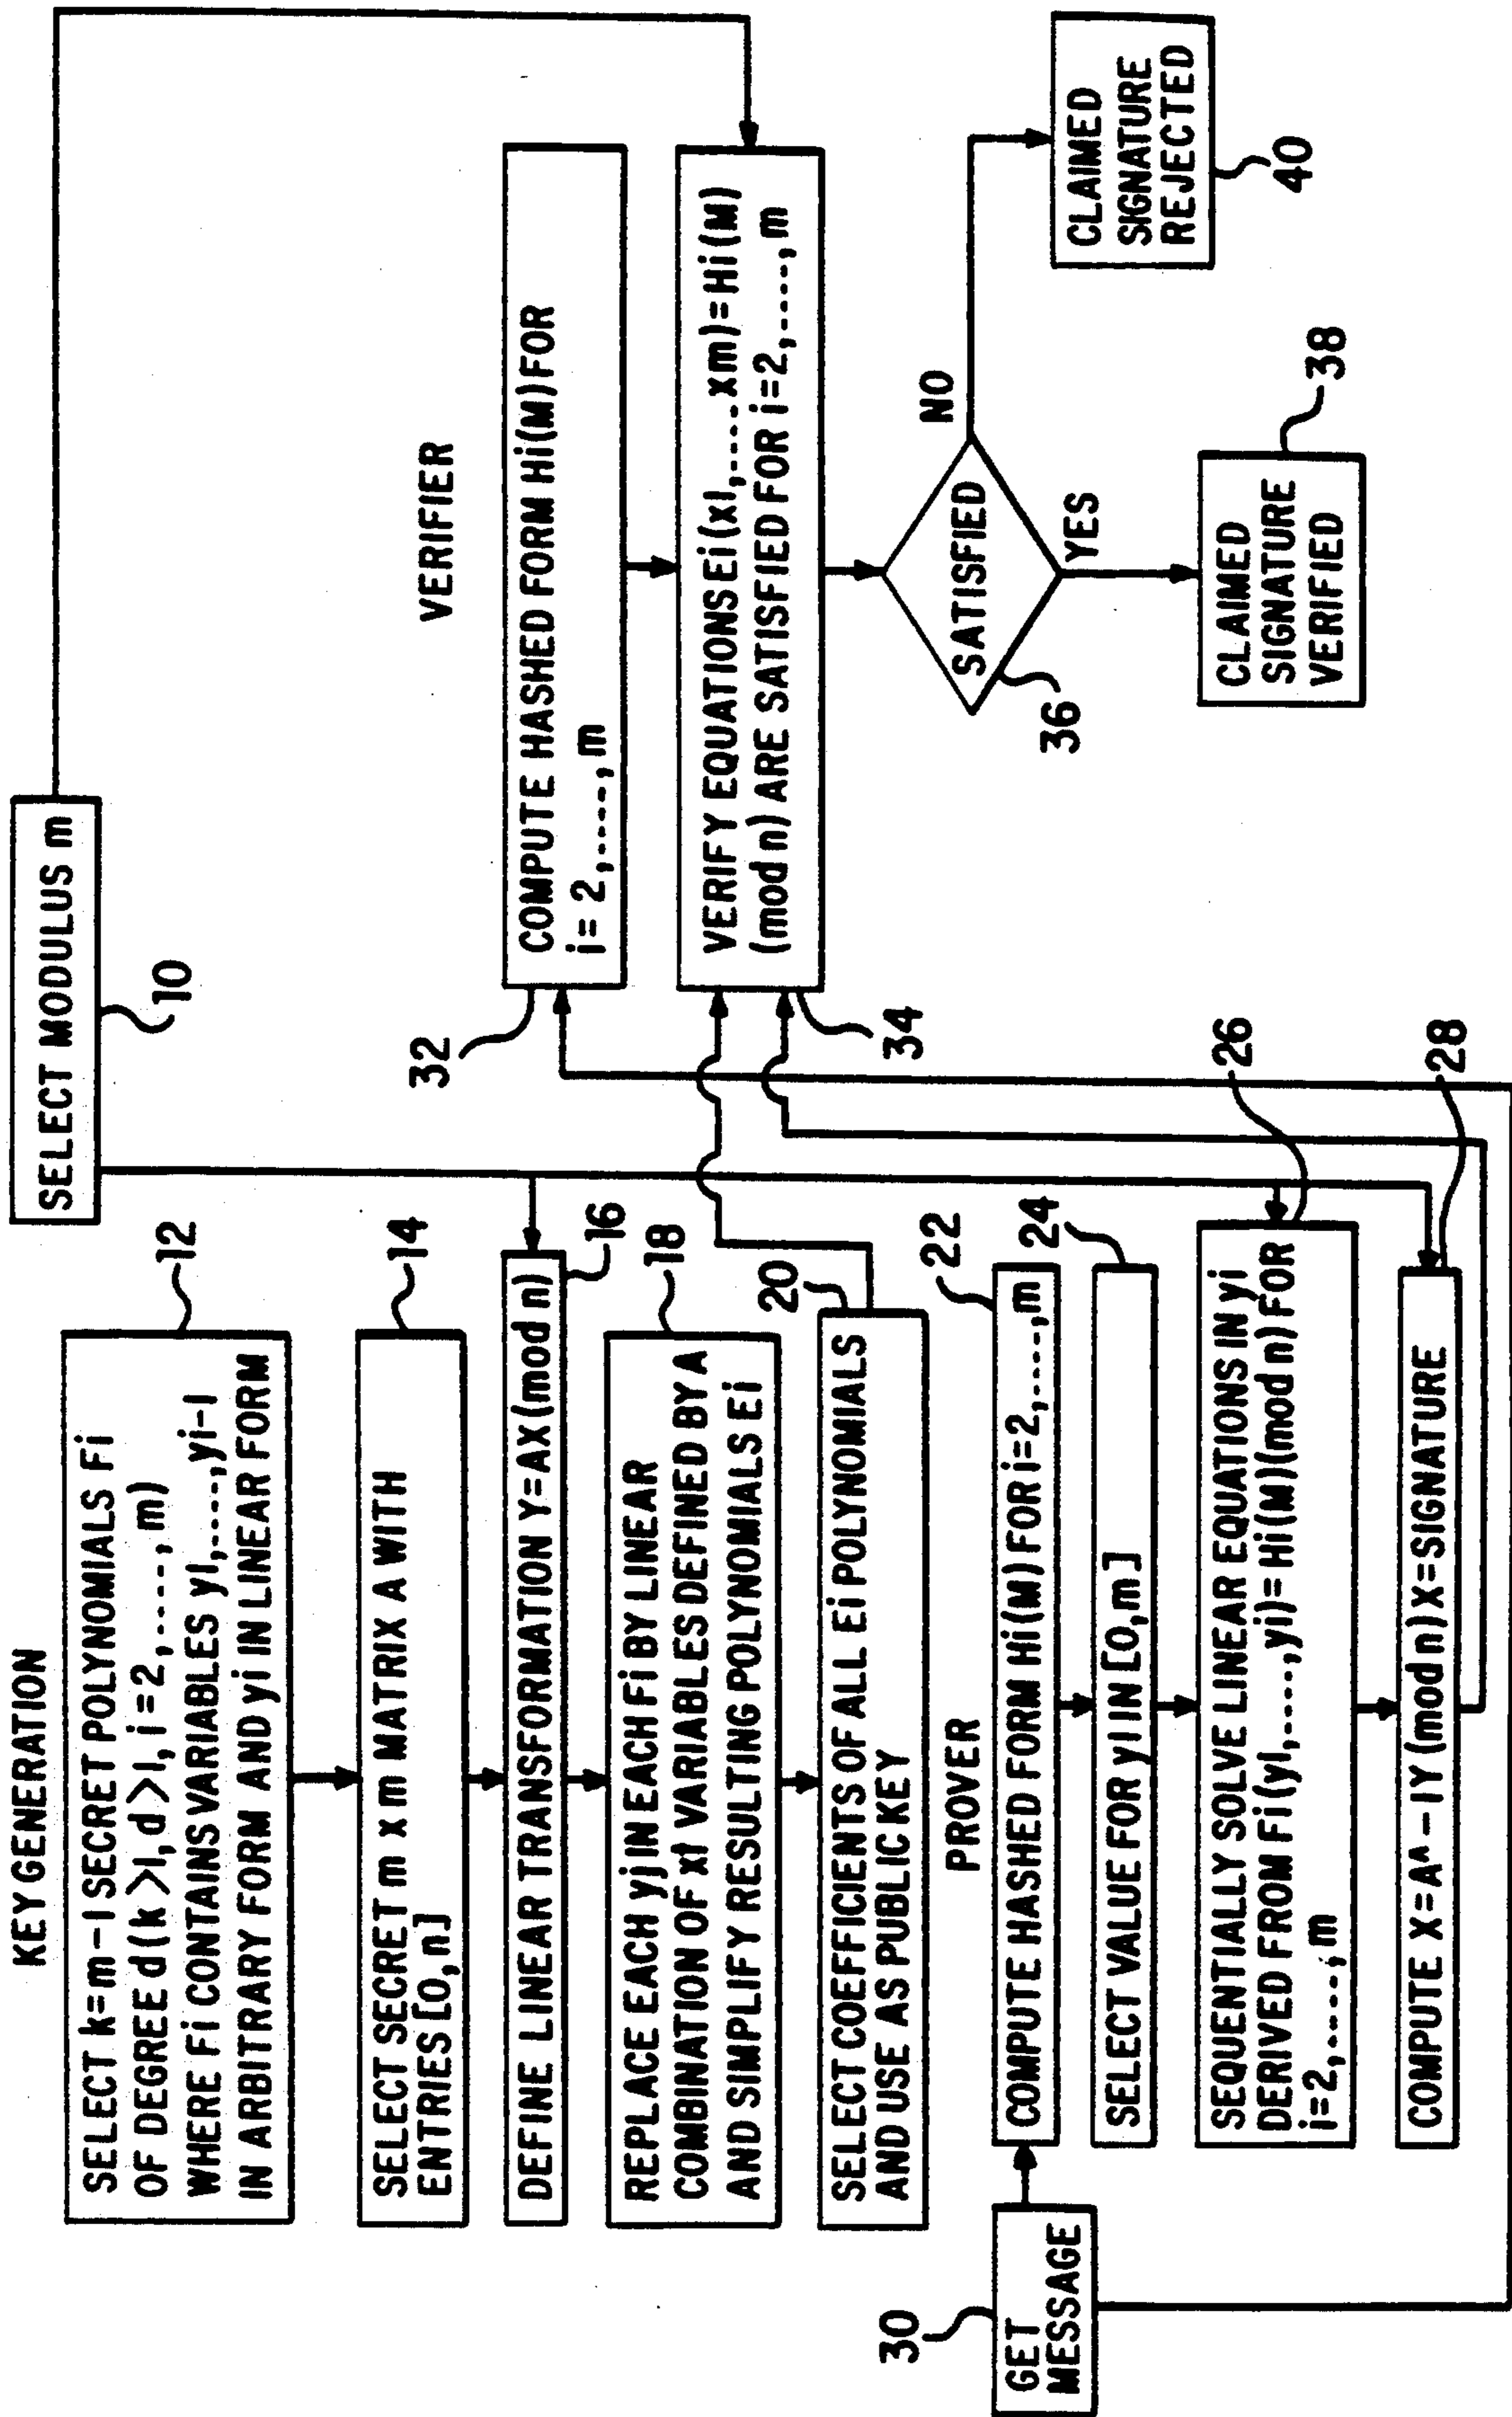 SELECT MODULUS m
10
KEY GENERATION
SELECT k=m-1 SECRET POLYNOMIALS Fi
OF DEGREE d(k>1,d>1,i=2,----,m)
WHERE Fi CONTAINS VARIABLES y1,----,yi-1
IN ARBITRARY FORM AND yi IN LINEAR FORM
12
SELECT SECRET m x m MATRIX A WITH
ENTRIES [0,n]
14
DEFINE LINEAR TRANSFORMATION Y=AX(mod n)
16
REPLACE EACH yj IN EACH Fi BY LINEAR
COMBINATION OF x1 VARIABLES DEFINED BY A
AND SIMPLIFY RESULTING POLYNOMIALS Ei
18
SELECT COEFFICIENTS OF ALL Ei POLYNOMIALS
AND USE AS PUBLIC KEY
20
PROVER
COMPUTE HASHED FORM Hi(M) FOR i=2,----,m
22
SELECT VALUE FOR y1 IN [0,m]
24
SEQUENTIALLY SOLVE LINEAR EQUATIONS IN yi
DERIVED FROM Fi(y1,----,yi)=Hi(M)(mod n) FOR
i=2,----,m
26
COMPUTE X=A^-1Y(mod n)X=SIGNATURE
28
GET
MESSAGE
30
VERIFIER
COMPUTE HASHED FORM Hi(M) FOR
i=2,----,m
32
VERIFY EQUATIONS Ei(x1,----xm)=Hi(M)
(mod n) ARE SATISFIED FOR i=2,----,m
34
SATISFIED
36
NO
YES
CLAIMED
SIGNATURE
VERIFIED
38
CLAIMED
SIGNATURE
REJECTED
40